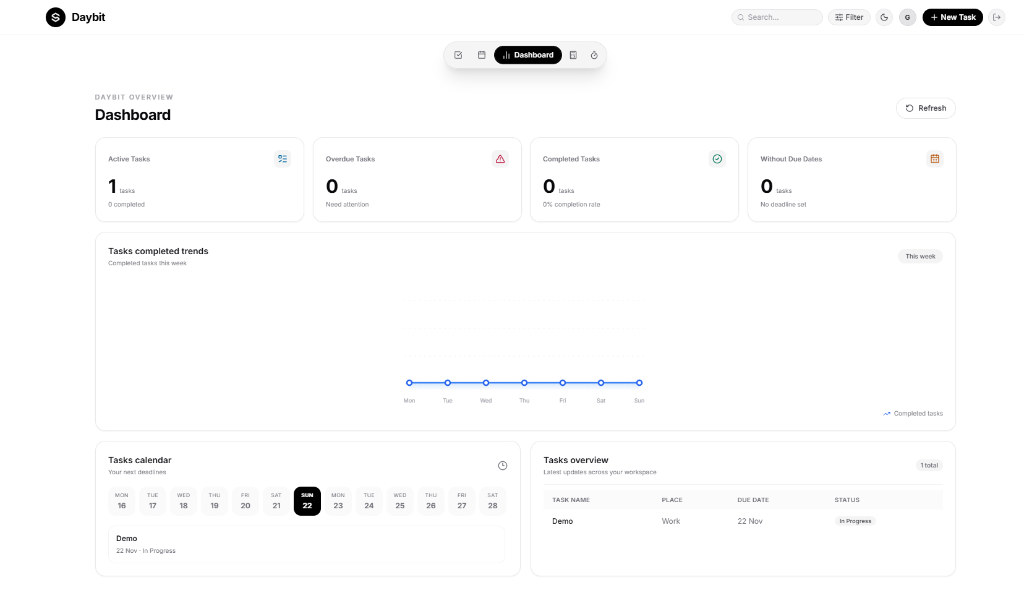 Daybit
Search...
Filter
G
+ New Task
Dashboard
DAYBIT OVERVIEW
Dashboard
Refresh
Active Tasks
1 tasks
0 completed
Overdue Tasks
0 tasks
Need attention
Completed Tasks
0 tasks
0% completion rate
Without Due Dates
0 tasks
No deadline set
Tasks completed trends
Completed tasks this week
This week
Mon Tue Wed Thu Fri Sat Sun
Completed tasks
Tasks calendar
Your next deadlines
MON TUE WED THU FRI SAT SUN MON TUE WED THU FRI SAT
16 17 18 19 20 21 22 23 24 25 26 27 28
Demo
22 Nov · In Progress
Tasks overview
Latest updates across your workspace
1 total
TASK NAME PLACE DUE DATE STATUS
Demo Work 22 Nov In Progress